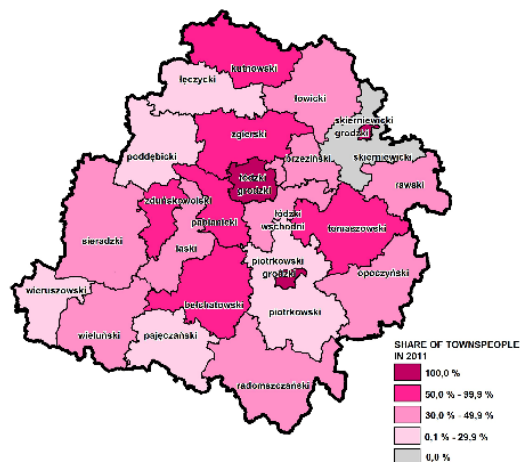 kutnowski
łęczycki
łowicki
skierniewicki
grodzki
zgierski
skierniewicki
brzeziński
poddębicki
łódzki
grodzki
rawski
zduńskowolski
pabianicki
łódzki
wschodni
tomaszowski
sieradzki
łaski
piotrkowski
grodzki
opoczyński
wieruszowski
bełchatowski
piotrkowski
wieluński
pajęczański
radomszczański
SHARE OF TOWNSPEOPLE
IN 2011
100,0 %
50,0 % - 99,9 %
30,0 % - 49,9 %
0,1 % - 29,9 %
0,0 %